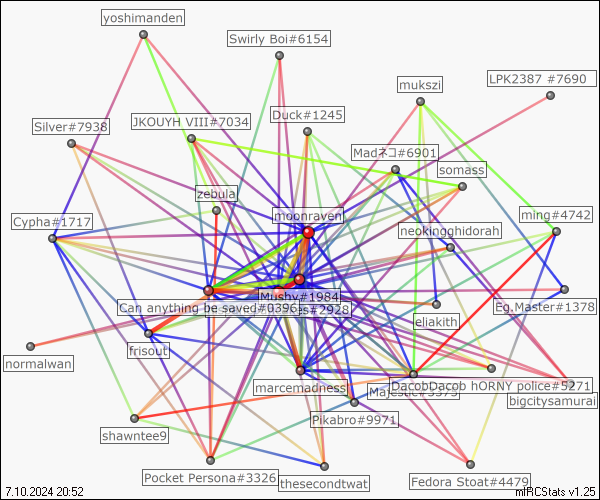 yoshimanden
Swirly Boi#6154
LPK2387 #7690
mukszi
JKOUYH VIII#7034
Duck#1245
Silver#7938
Madネコ#6901
somass
zebula
moonraven
Cypha#1717
ming#4742
neokingghidorah
Mushy#1984
Can anything be saved#0396
es#2928
Eg.Master#1378
eliakith
frisout
normalwan
marcemadness
DacobDacob hORNY police#5271
bigcitysamurai
Pikabro#9971
shawntee9
Pocket Persona#3326
thesecondtwat
Fedora Stoat#4479
7.10.2024 20:52
mIRCStats v1.25